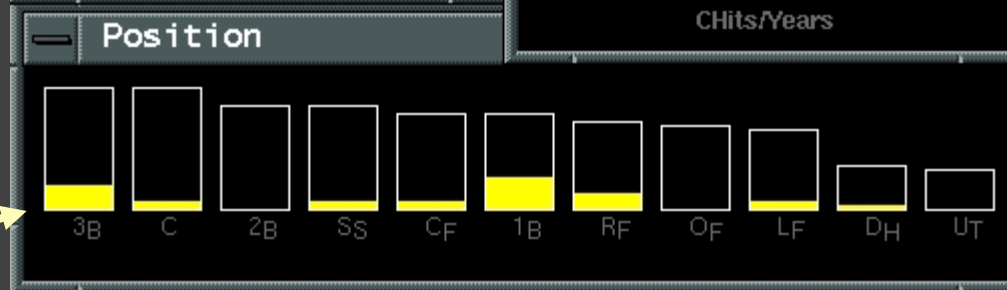 CHits/Years
Position
3B C 2B SS CF 1B RF OF LF DH UT